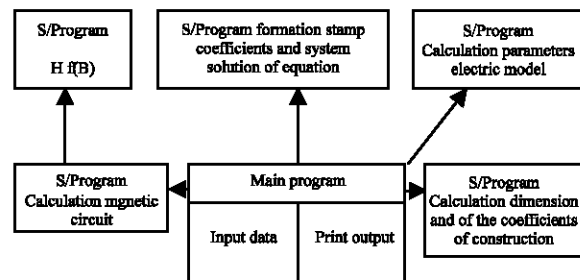 S/Program
H f(B)
S/Program formation stamp
coefficients and system
solution of equation
S/Program
Calculation parameters
electric model
S/Program
Calculation mgnetic
circuit
Main program
Input data
Print output
S/Program
Calculation dimension
and of the coefficients
of construction